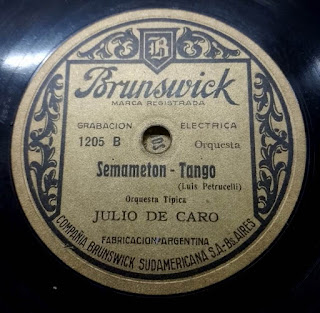 B
Brunswick
MARCA REGISTRADA
GRABACION ELECTRICA
1205 B Orquesta
Semameton - Tango
(Luis Petrucelli)
Orquesta Típica
JULIO DE CARO
FABRICACION ARGENTINA
COMPAÑIA BRUNSWICK SUDAMERICANA S.A.-Bs. AIRES